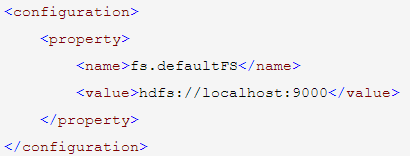 <configuration>
    <property>
        <name>fs.defaultFS</name>
        <value>hdfs://localhost:9000</value>
    </property>
</configuration>